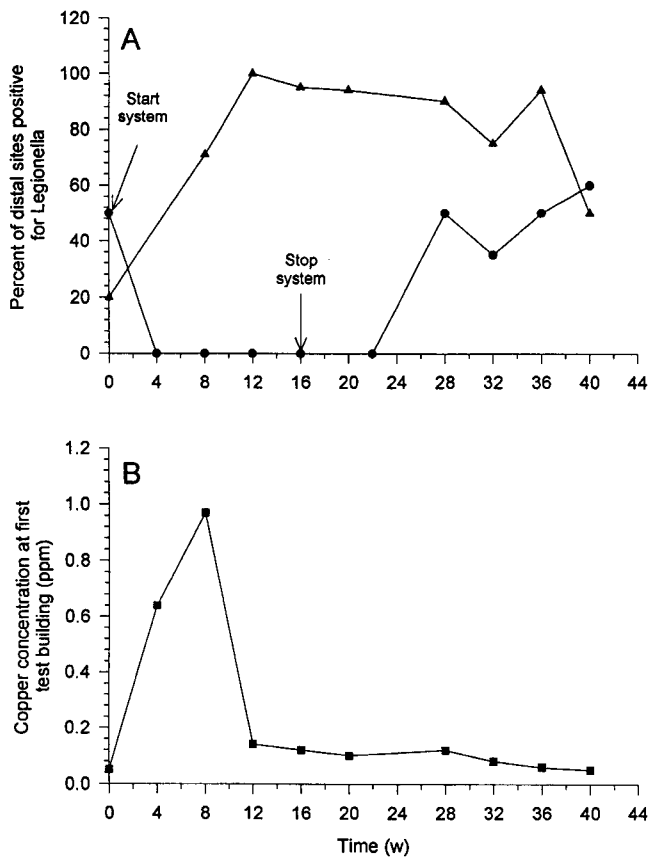 A
Percent of distal sites positive
for Legionella
120
100
80
60
40
20
0
Start
system
Stop
system
0 4 8 12 16 20 24 28 32 36 40 44
B
Copper concentration at first
test building (ppm)
1.2
1.0
0.8
0.6
0.4
0.2
0.0
0 4 8 12 16 20 24 28 32 36 40 44
Time (w)